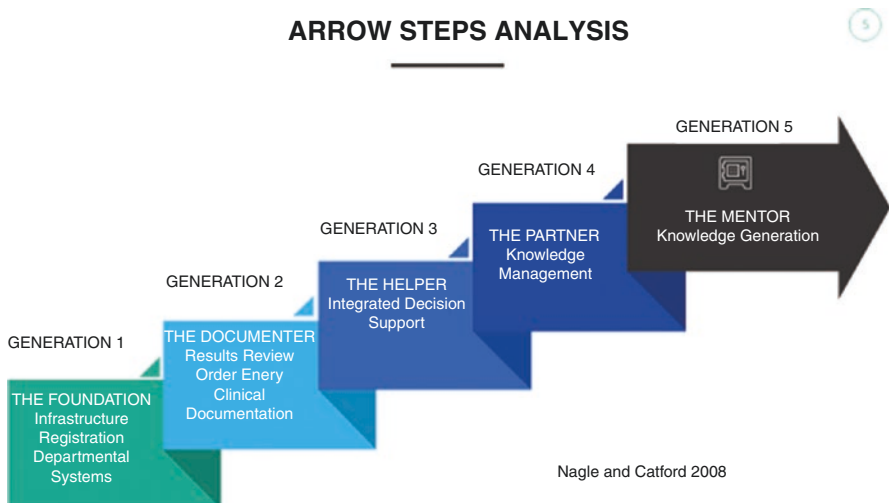 ARROW STEPS ANALYSIS
5
GENERATION 5
THE MENTOR
Knowledge Generation
GENERATION 4
THE PARTNER
Knowledge
Management
GENERATION 3
THE HELPER
Integrated Decision
Support
GENERATION 2
THE DOCUMENTER
Results Review
Order Enery
Clinical
Documentation
GENERATION 1
THE FOUNDATION
Infrastructure
Registration
Departmental
Systems
Nagle and Catford 2008